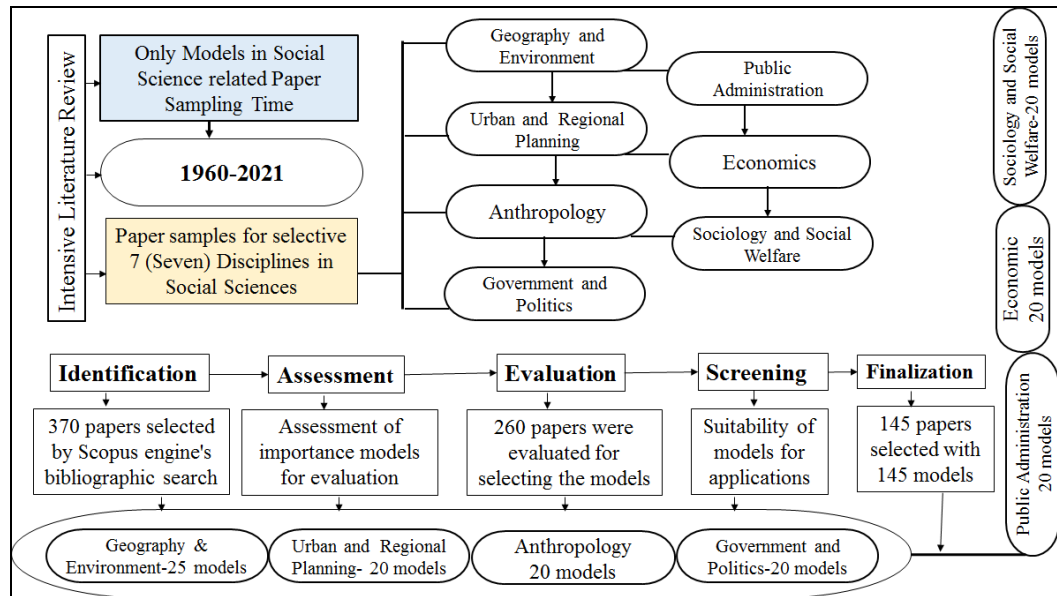 Intensive Literature Review
Only Models in Social
Science related Paper
Sampling Time
1960-2021
Paper samples for selective
7 (Seven) Disciplines in
Social Sciences
Geography and
Environment
Public
Administration
Urban and Regional
Planning
Economics
Anthropology
Sociology and Social
Welfare
Government and
Politics
Sociology and Social
Welfare-20 models
Economic
20 models
Public Administration
20 models
Identification
Assessment
Evaluation
Screening
Finalization
370 papers selected
by Scopus engine's
bibliographic search
Assessment of
importance models
for evaluation
260 papers were
evaluated for
selecting the models
Suitability of
models for
applications
145 papers
selected with
145 models
Geography &
Environment-25 models
Urban and Regional
Planning- 20 models
Anthropology
20 models
Government and
Politics-20 models